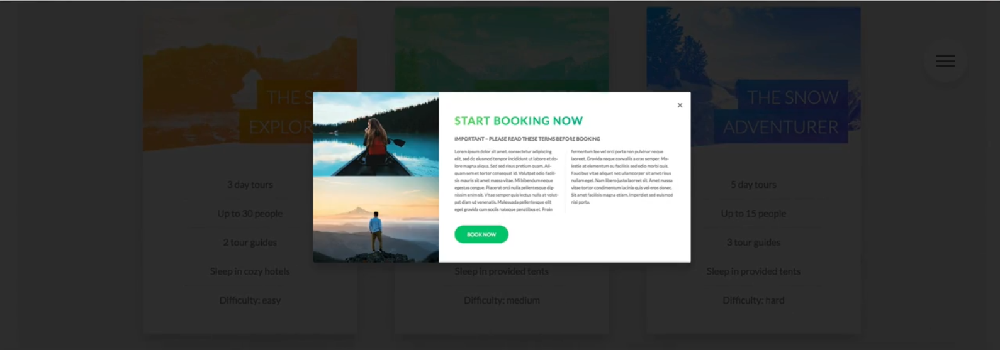 THE S
EXPLOR
3 day tours
Up to 30 people
2 tour guides
Sleep in cozy hotels
Difficulty: easy
START BOOKING NOW
IMPORTANT – PLEASE READ THESE TERMS BEFORE BOOKING
Lorem ipsum dolor sit amet, consectetur adipiscing
elit, sed do eiusmod tempor incididunt ut labore et do-
lore magna aliqua. Sed sed risus pretium quam. Ali-
quam sem et tortor consequat id. Volutpat odio facili-
sis mauris sit amet massa vitae. Mi bibendum neque
egestas congue. Placerat orci nulla pellentesque dig-
nissim enim sit. Vitae semper quis lectus nulla at volut-
pat diam ut venenatis. Malesuada pellentesque elit
eget gravida cum sociis natoque penatibus et. Proin
fermentum leo vel orci porta non pulvinar neque
laoreet. Gravida neque convallis a cras semper. Mo-
lestie at elementum eu facilisis sed odio morbi quis.
Faucibus vitae aliquet nec ullamcorper sit amet risus
nullam eget. Nam libero justo laoreet sit. Amet massa
vitae tortor condimentum lacinia quis vel eros donec.
Sit amet facilisis magna etiam. Imperdiet sed euismod
nisi porta.
BOOK NOW
Sleep in provided tents
Difficulty: medium
THE SNOW
ADVENTURER
5 day tours
Up to 15 people
3 tour guides
Sleep in provided tents
Difficulty: hard